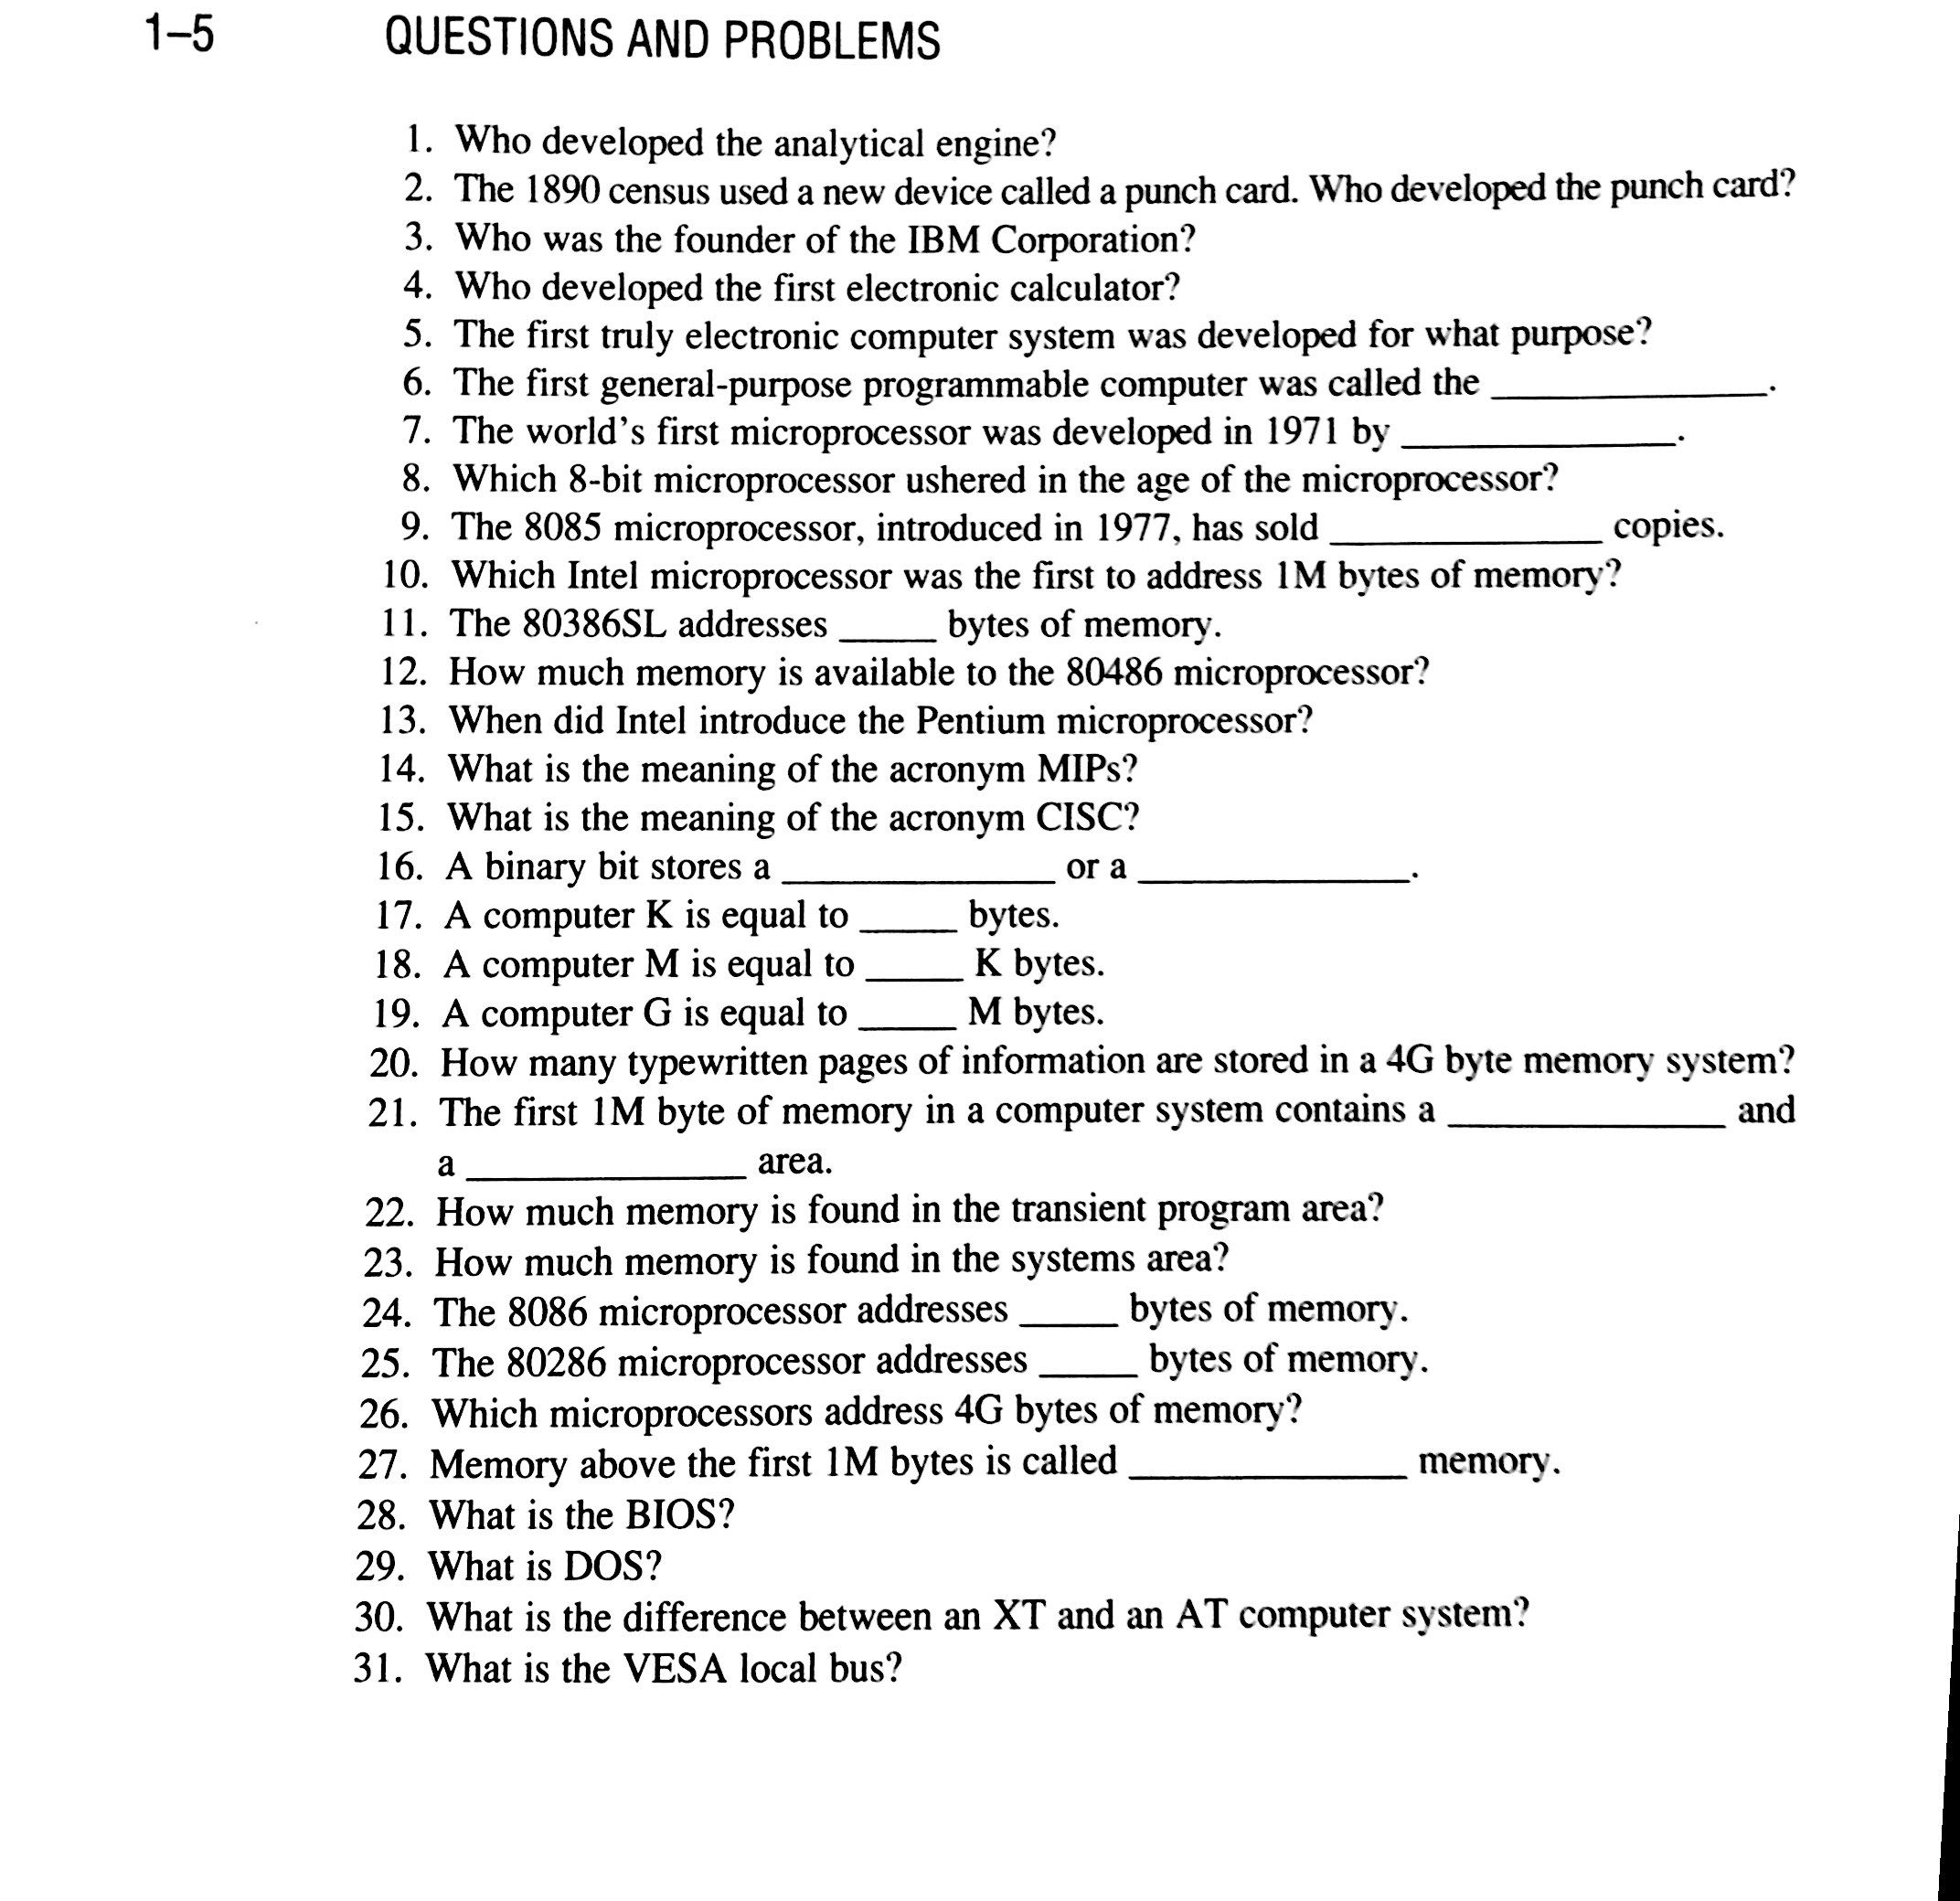 1–5 QUESTIONS AND PROBLEMS
1. Who developed the analytical engine?
2. The 1890 census used a new device called a punch card. Who developed the punch card?
3. Who was the founder of the IBM Corporation?
4. Who developed the first electronic calculator?
5. The first truly electronic computer system was developed for what purpose?
6. The first general-purpose programmable computer was called the ____________.
7. The world's first microprocessor was developed in 1971 by ____________.
8. Which 8-bit microprocessor ushered in the age of the microprocessor?
9. The 8085 microprocessor, introduced in 1977, has sold ____________ copies.
10. Which Intel microprocessor was the first to address 1M bytes of memory?
11. The 80386SL addresses ____ bytes of memory.
12. How much memory is available to the 80486 microprocessor?
13. When did Intel introduce the Pentium microprocessor?
14. What is the meaning of the acronym MIPs?
15. What is the meaning of the acronym CISC?
16. A binary bit stores a ____________ or a ____________.
17. A computer K is equal to ____ bytes.
18. A computer M is equal to ____ K bytes.
19. A computer G is equal to ____ M bytes.
20. How many typewritten pages of information are stored in a 4G byte memory system?
21. The first 1M byte of memory in a computer system contains a ____________ and
a ____________ area.
22. How much memory is found in the transient program area?
23. How much memory is found in the systems area?
24. The 8086 microprocessor addresses ____ bytes of memory.
25. The 80286 microprocessor addresses ____ bytes of memory.
26. Which microprocessors address 4G bytes of memory?
27. Memory above the first 1M bytes is called ____________ memory.
28. What is the BIOS?
29. What is DOS?
30. What is the difference between an XT and an AT computer system?
31. What is the VESA local bus?